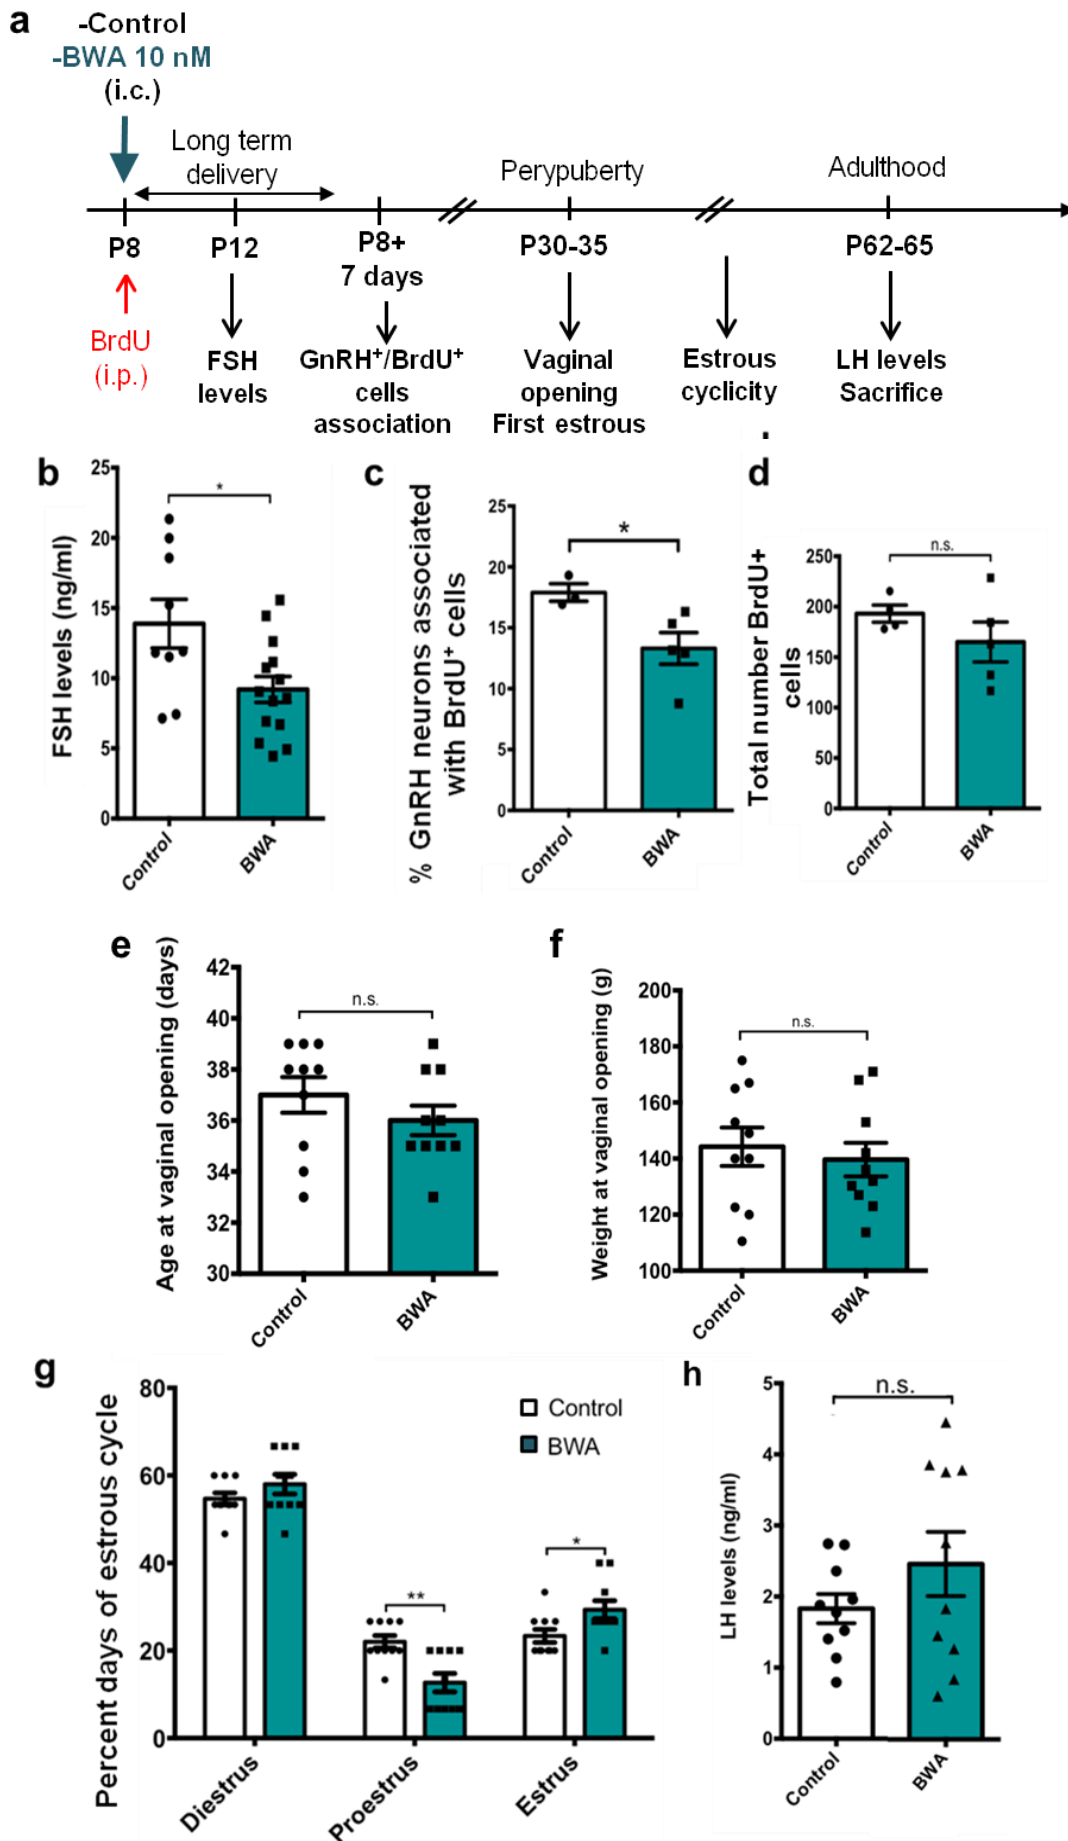 a
-Control
-BWA 10 nM
(i.c.)
Long term
delivery
Perypuberty
Adulthood
P8
P12
P8+
7 days
P30-35
P62-65
BrdU
(i.p.)
FSH
levels
GnRH+/BrdU+
cells
association
Vaginal
opening
First estrous
Estrous
cyclicity
LH levels
Sacrifice
b
FSH levels (ng/ml)
25
20
15
10
5
0
*
Control
BWA
c
% GnRH neurons associated
with BrdU+ cells
25
20
15
10
5
0
*
Control
BWA
d
Total number BrdU+
cells
250
200
150
100
50
0
n.s.
Control
BWA
e
Age at vaginal opening (days)
42
40
38
36
34
32
30
n.s.
Control
BWA
f
Weight at vaginal opening (g)
200
180
160
140
120
100
n.s.
Control
BWA
g
Percent days of estrous cycle
80
60
40
20
0
Control
BWA
**
*
Diestrus
Proestrus
Estrus
h
LH levels (ng/ml)
5
4
3
2
1
0
n.s.
Control
BWA